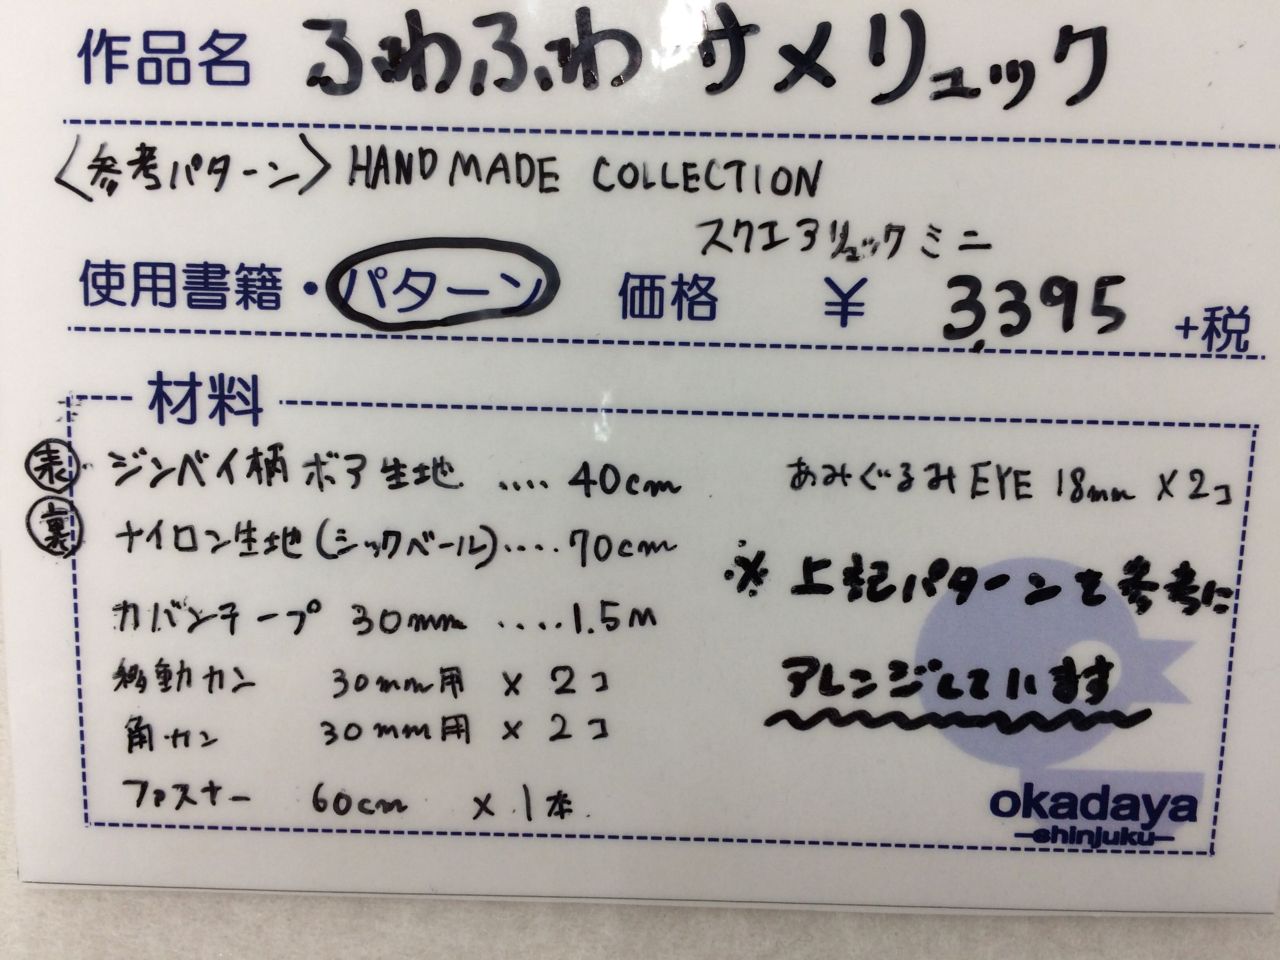 作品名 ふわふわサメリュック
〈参考パターン〉HANDMADE COLLECTION
スクエアリュックミニ
使用書籍・パターン 価格 ¥ 3,395 +税
材料
表 ジンベイ柄ボア生地 .... 40cm
裏 ナイロン生地(シックベール)....70cm
カバンテープ 30mm ....1.5M
移動カン 30mm用 × 2コ
角カン 30mm用 × 2コ
ファスナー 60cm × 1本
あみぐるみEYE 18mm ×2コ
※上記パターンを参考に
アレンジしています
okadaya
shinjuku